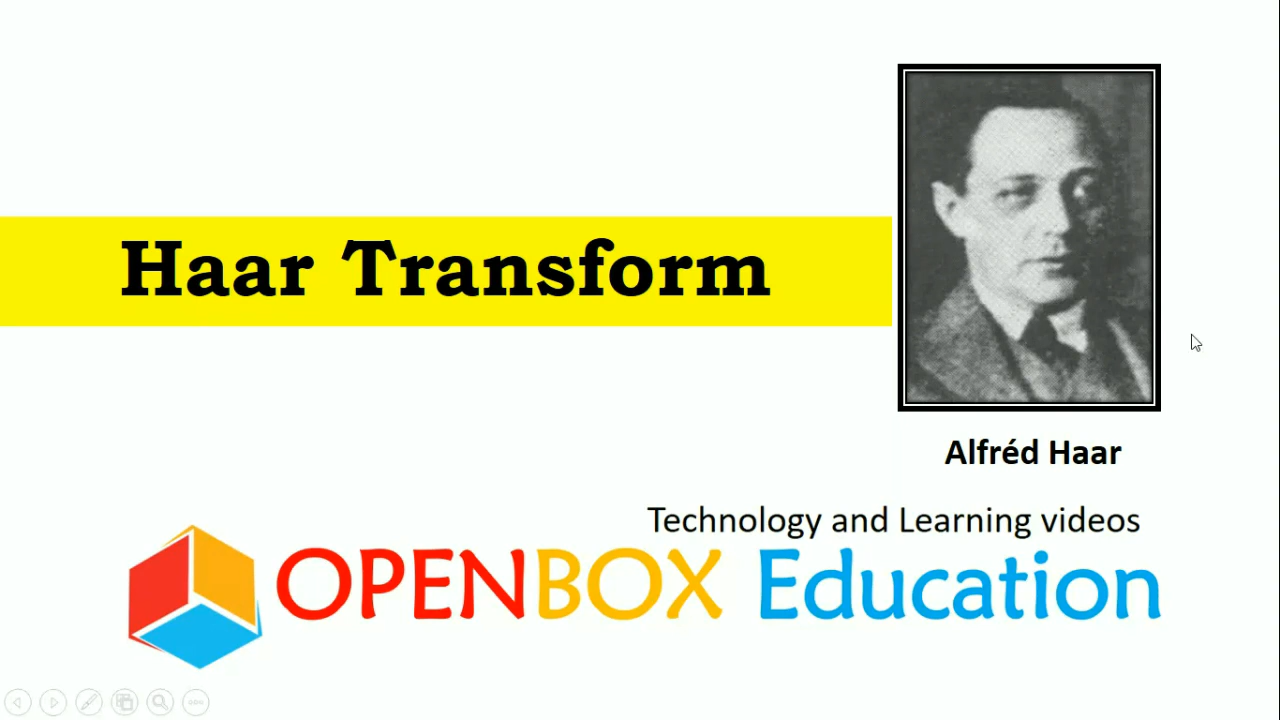 Haar Transform
Alfréd Haar
Technology and Learning videos
OPENBOX Education